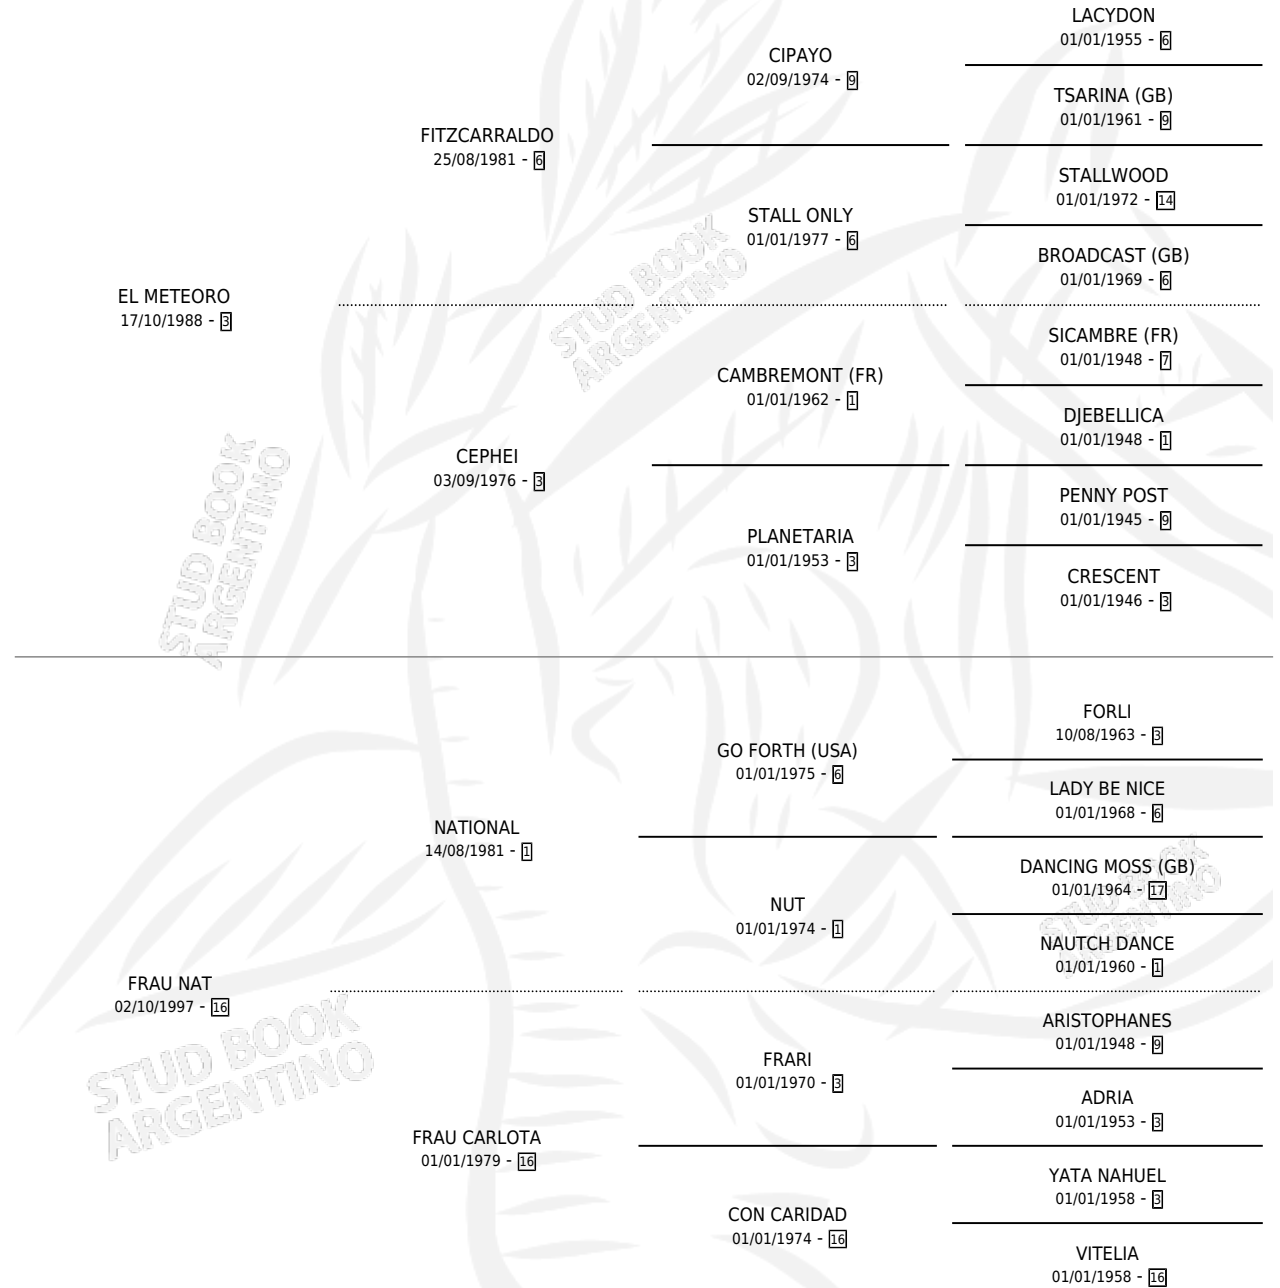 LACYDON
01/01/1955 - 6
CIPAYO
02/09/1974 - 9
TSARINA (GB)
01/01/1961 - 9
FITZCARRALDO
25/08/1981 - 6
STALLWOOD
01/01/1972 - 14
STALL ONLY
01/01/1977 - 6
BROADCAST (GB)
01/01/1969 - 6
EL METEORO
17/10/1988 - 3
STUD BOOK
ARGENTINO
SICAMBRE (FR)
01/01/1948 - 7
CAMBREMONT (FR)
01/01/1962 - 1
DJEBELLICA
01/01/1948 - 1
CEPHEI
03/09/1976 - 3
PENNY POST
01/01/1945 - 9
PLANETARIA
01/01/1953 - 3
CRESCENT
01/01/1946 - 3
STUD BOOK
ARGENTINO
FORLI
10/08/1963 - 3
GO FORTH (USA)
01/01/1975 - 6
LADY BE NICE
01/01/1968 - 6
NATIONAL
14/08/1981 - 1
DANCING MOSS (GB)
01/01/1964 - 17
NUT
01/01/1974 - 1
NAUTCH DANCE
01/01/1960 - 1
STUD BOOK
ARGENTINO
FRAU NAT
02/10/1997 - 16
ARISTOPHANES
01/01/1948 - 9
FRARI
01/01/1970 - 3
ADRIA
01/01/1953 - 3
STUD BOOK
ARGENTINO
FRAU CARLOTA
01/01/1979 - 16
YATA NAHUEL
01/01/1958 - 3
CON CARIDAD
01/01/1974 - 16
VITELIA
01/01/1958 - 16